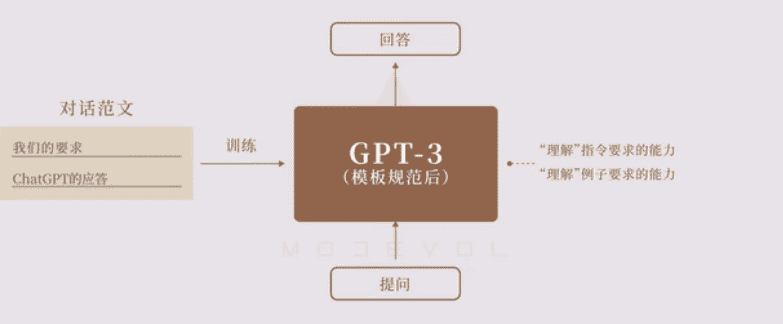 回答
对话范文
我们的要求
ChatGPT的应答
训练
GPT-3
（模板规范后）
“理解”指令要求的能力
“理解”例子要求的能力
MODEVOL
提问